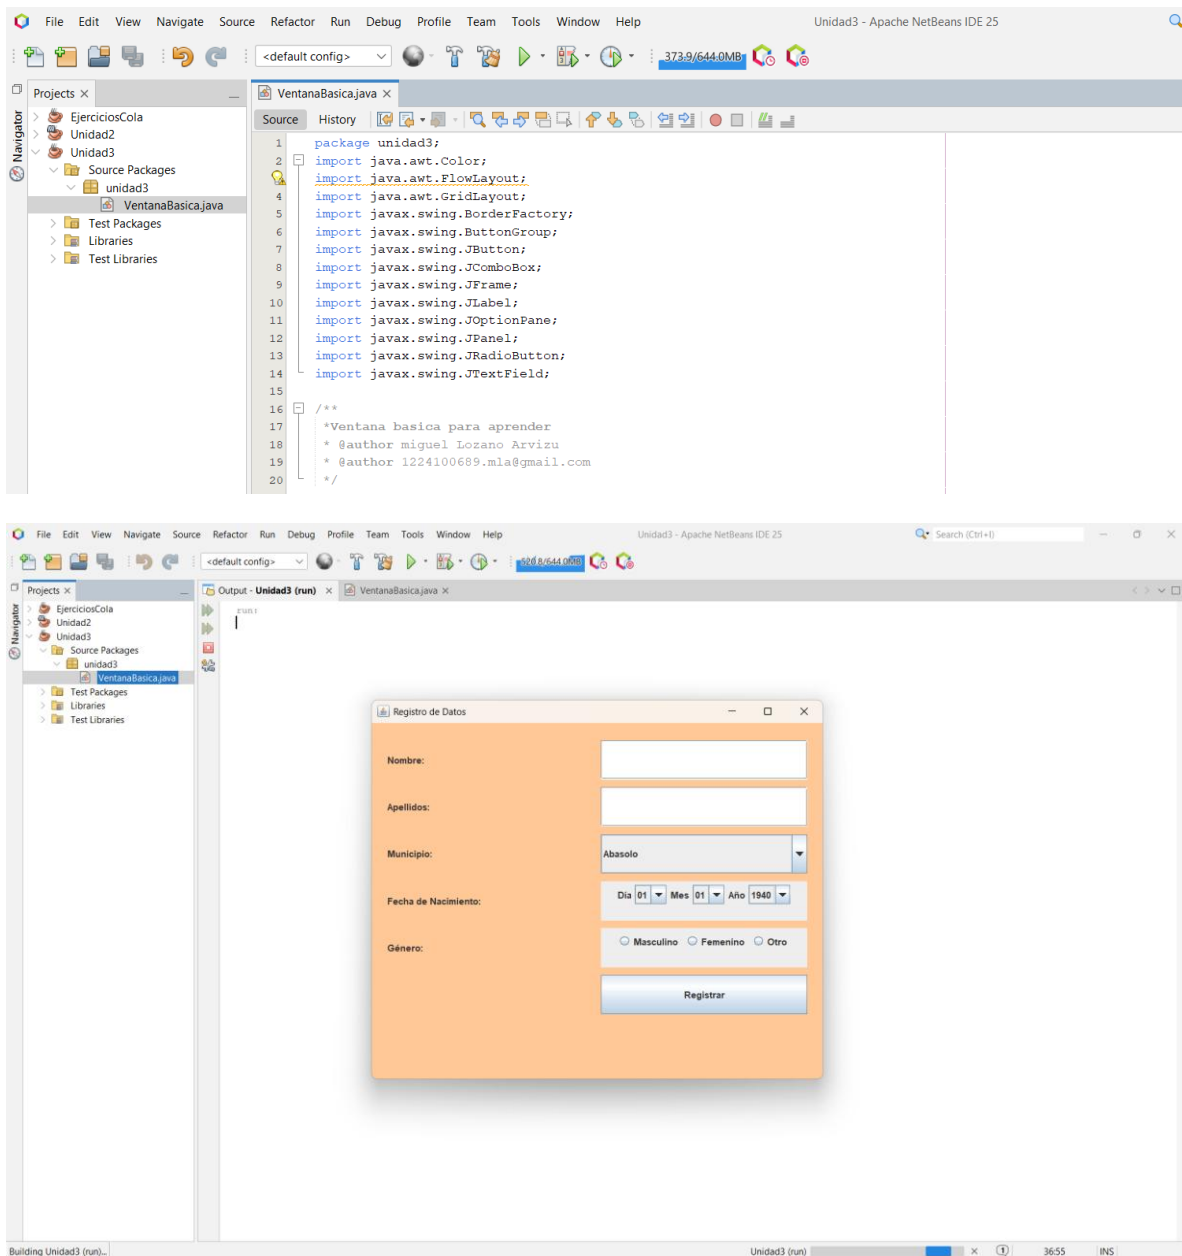 File Edit View Navigate Source Refactor Run Debug Profile Team Tools Window Help Unidad3 - Apache NetBeans IDE 25
<default config> 373.9/644.0MB
Projects VentanaBasica.java
Navigator
EjerciciosCola
Unidad2
Unidad3
Source Packages
unidad3
VentanaBasica.java
Test Packages
Libraries
Test Libraries
Source History
1 package unidad3;
2 import java.awt.Color;
import java.awt.FlowLayout;
4 import java.awt.GridLayout;
5 import javax.swing.BorderFactory;
6 import javax.swing.ButtonGroup;
7 import javax.swing.JButton;
8 import javax.swing.JComboBox;
9 import javax.swing.JFrame;
10 import javax.swing.JLabel;
11 import javax.swing.JOptionPane;
12 import javax.swing.JPanel;
13 import javax.swing.JRadioButton;
14 import javax.swing.JTextField;
15
16 /**
17 *Ventana basica para aprender
18 * @author miguel Lozano Arvizu
19 * @author 1224100689.mla@gmail.com
20 */
File Edit View Navigate Source Refactor Run Debug Profile Team Tools Window Help Unidad3 - Apache NetBeans IDE 25 Search (Ctrl+I)
<default config> 520.8/644.0MB
Projects Output - Unidad3 (run) VentanaBasica.java
Navigator
EjerciciosCola
Unidad2
Unidad3
Source Packages
unidad3
VentanaBasica.java
Test Packages
Libraries
Test Libraries
run:
Registro de Datos
Nombre:
Apellidos:
Municipio: Abasolo
Fecha de Nacimiento: Día 01 Mes 01 Año 1940
Género: Masculino Femenino Otro
Registrar
Building Unidad3 (run)... Unidad3 (run) 1 36:55 INS